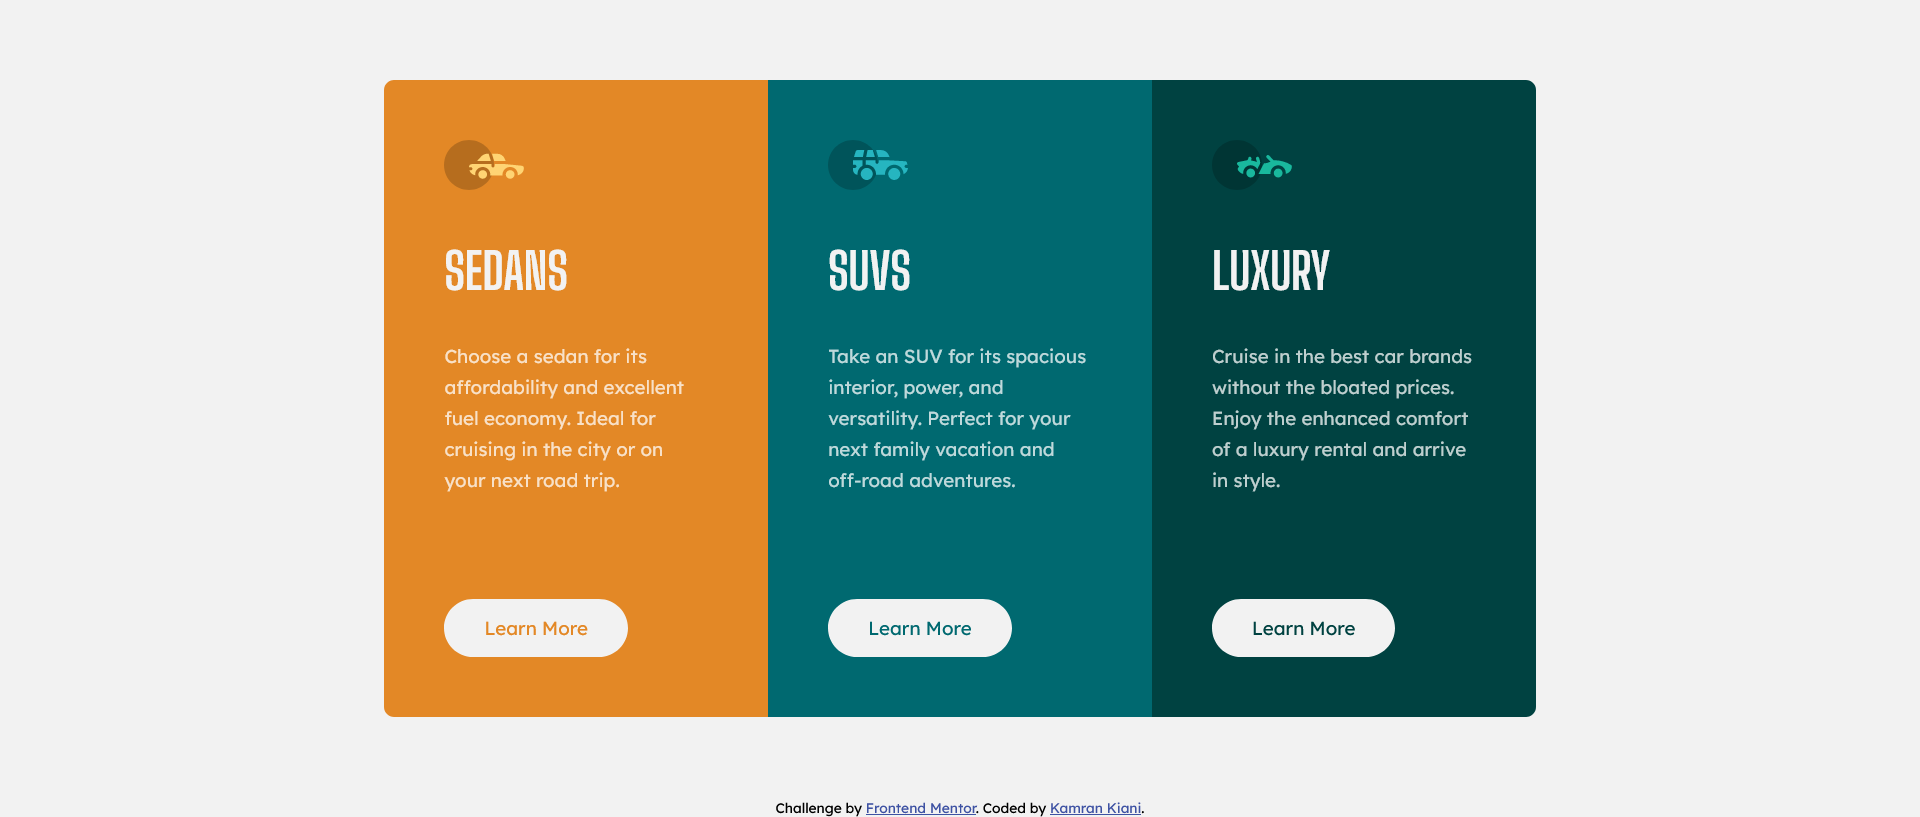 SEDANS
Choose a sedan for its
affordability and excellent
fuel economy. Ideal for
cruising in the city or on
your next road trip.
Learn More
SUVS
Take an SUV for its spacious
interior, power, and
versatility. Perfect for your
next family vacation and
off-road adventures.
Learn More
LUXURY
Cruise in the best car brands
without the bloated prices.
Enjoy the enhanced comfort
of a luxury rental and arrive
in style.
Learn More
Challenge by Frontend Mentor. Coded by Kamran Kiani.